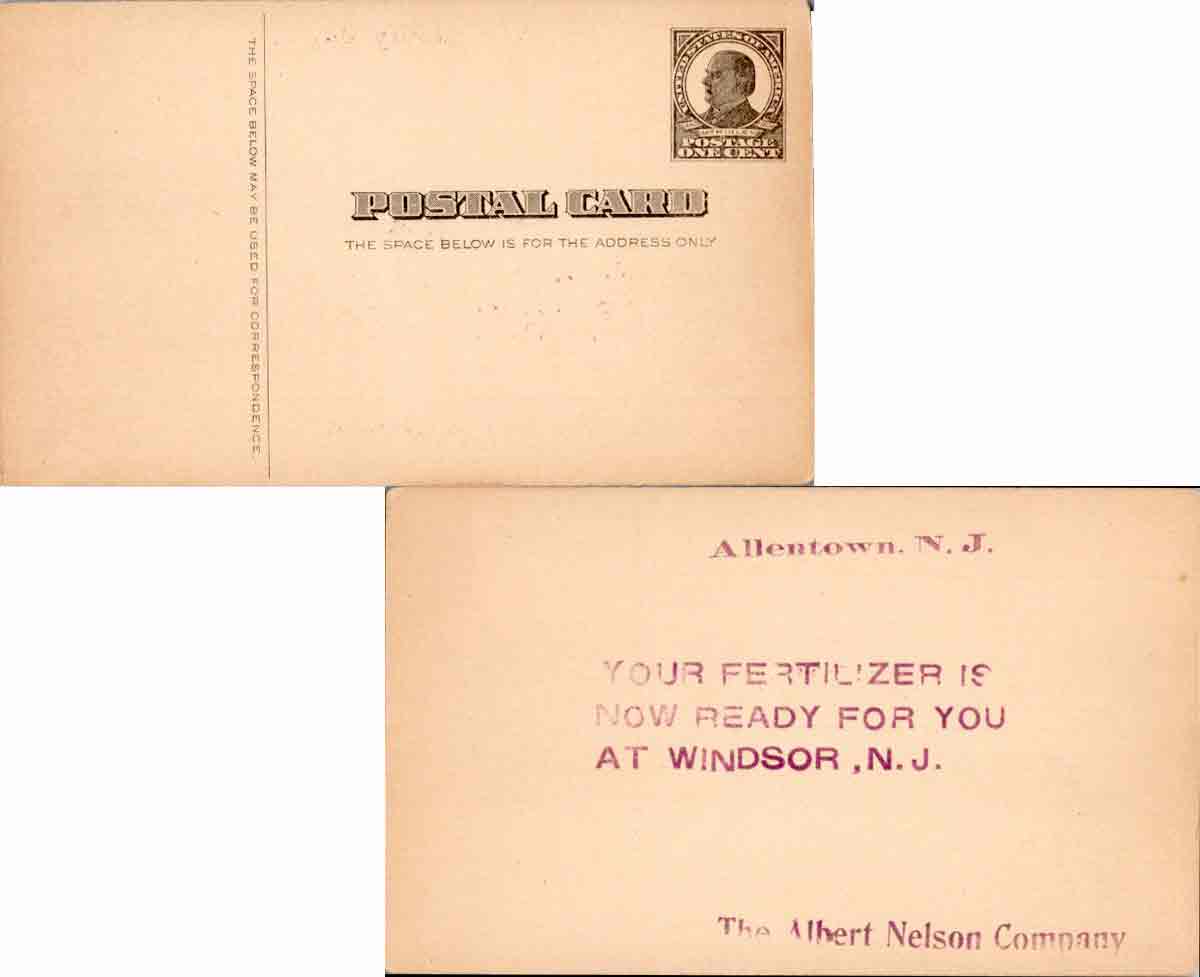 UNITED STATES OF AMERICA
POSTAGE
ONE CENT
POSTAL CARD
THE SPACE BELOW IS FOR THE ADDRESS ONLY
THE SPACE BELOW MAY BE USED FOR CORRESPONDENCE.
Allentown, N. J.
YOUR FERTILIZER IS
NOW READY FOR YOU
AT WINDSOR , N. J.
The Albert Nelson Company